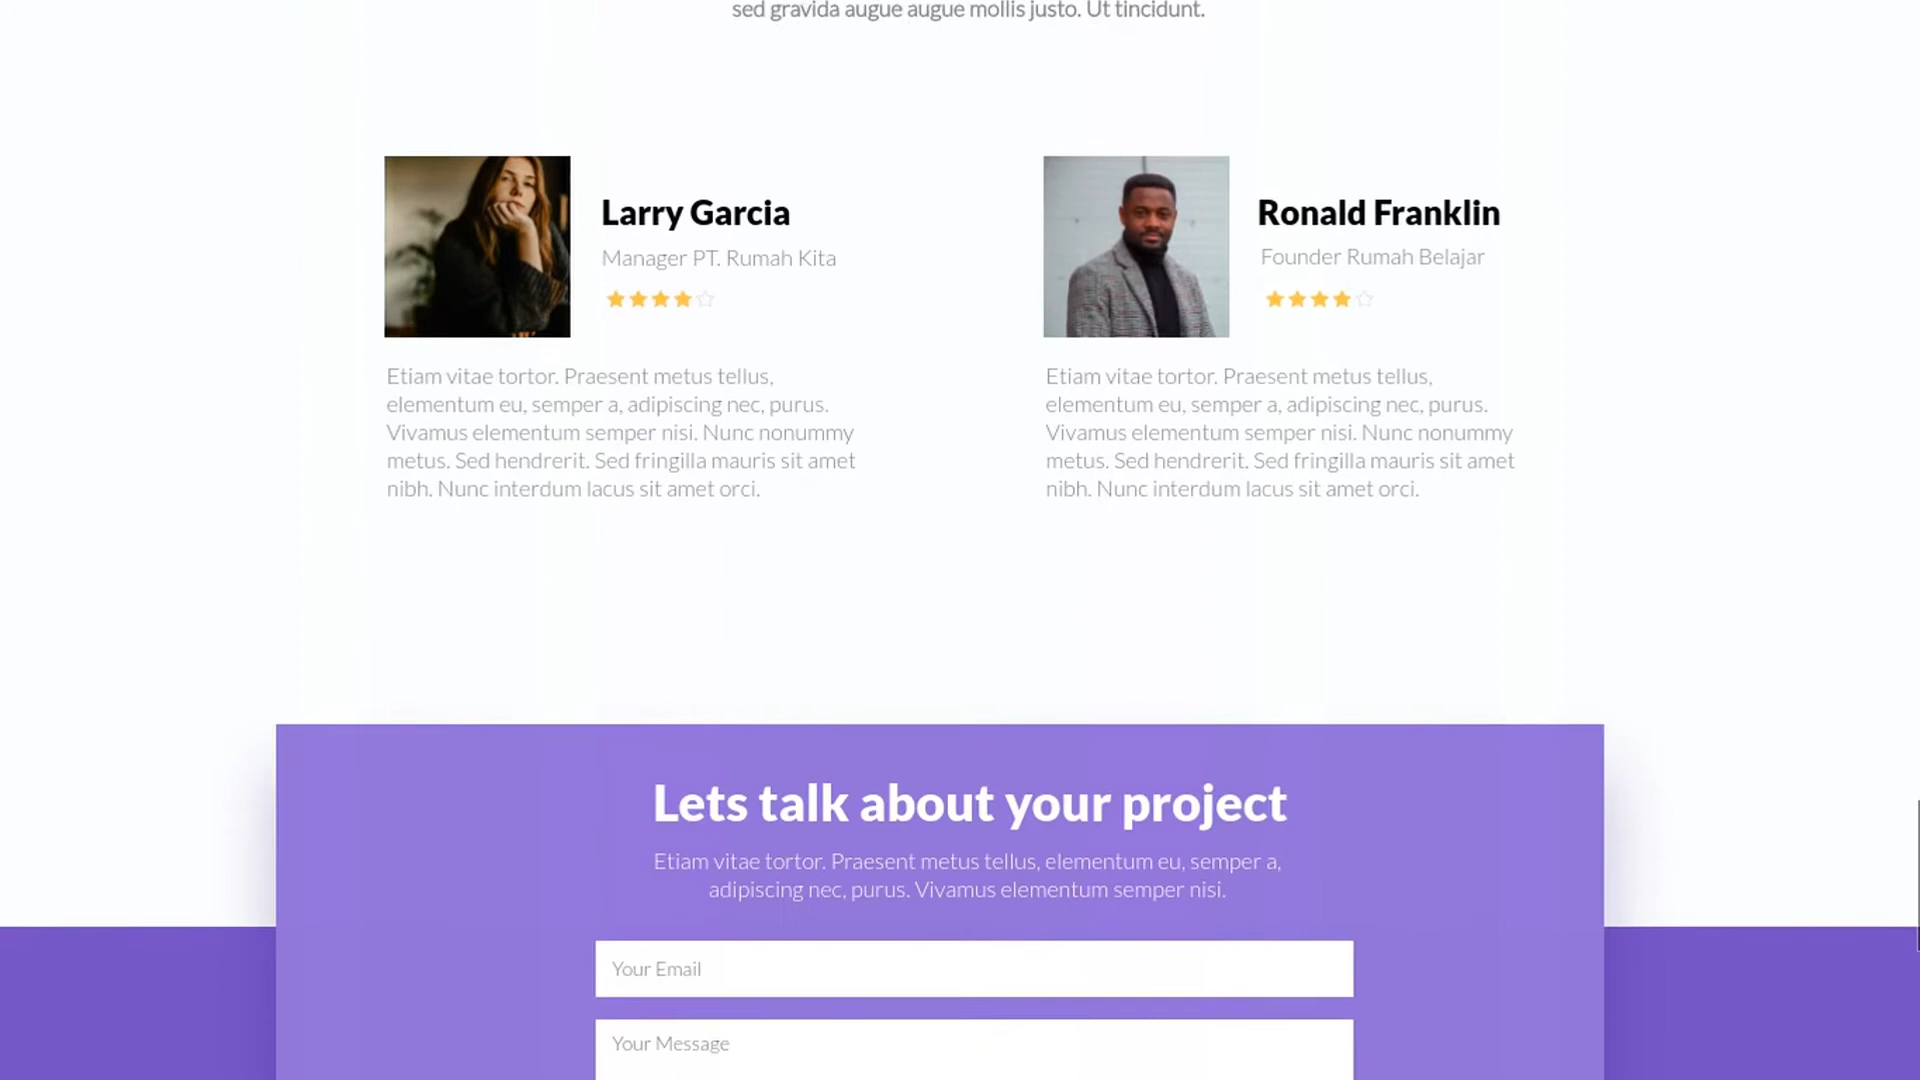 sed gravida augue augue mollis justo. Ut tincidunt.
Larry Garcia
Manager PT. Rumah Kita
Etiam vitae tortor. Praesent metus tellus,
elementum eu, semper a, adipiscing nec, purus.
Vivamus elementum semper nisi. Nunc nonummy
metus. Sed hendrerit. Sed fringilla mauris sit amet
nibh. Nunc interdum lacus sit amet orci.
Ronald Franklin
Founder Rumah Belajar
Etiam vitae tortor. Praesent metus tellus,
elementum eu, semper a, adipiscing nec, purus.
Vivamus elementum semper nisi. Nunc nonummy
metus. Sed hendrerit. Sed fringilla mauris sit amet
nibh. Nunc interdum lacus sit amet orci.
Lets talk about your project
Etiam vitae tortor. Praesent metus tellus, elementum eu, semper a,
adipiscing nec, purus. Vivamus elementum semper nisi.
Your Email
Your Message